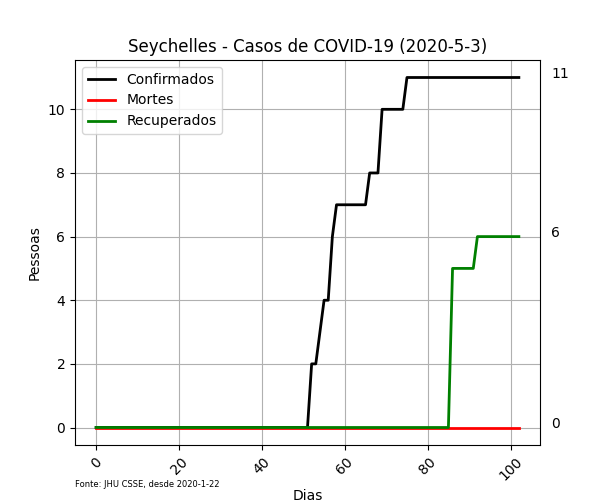 Seychelles - Casos de COVID-19 (2020-5-3)
Confirmados
Mortes
Recuperados
11
6
0
Pessoas
10
8
6
4
2
0
0
20
40
60
80
100
Fonte: JHU CSSE, desde 2020-1-22
Dias